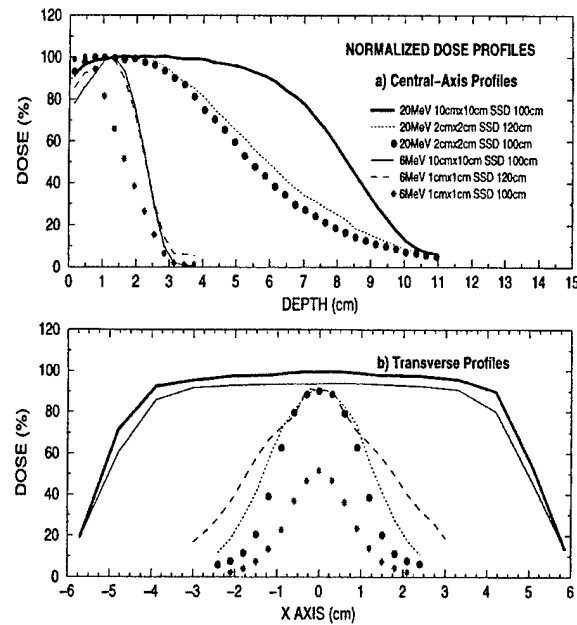 120
100
80
60
40
20
0
DOSE (%)
NORMALIZED DOSE PROFILES
a) Central-Axis Profiles
20MeV 10cmx10cm SSD 100cm
20MeV 2cmx2cm SSD 120cm
20MeV 2cmx2cm SSD 100cm
6MeV 10cmx10cm SSD 100cm
6MeV 1cmx1cm SSD 120cm
6MeV 1cmx1cm SSD 100cm
0 1 2 3 4 5 6 7 8 9 10 11 12 13 14 15
DEPTH (cm)
120
100
80
60
40
20
0
DOSE (%)
b) Transverse Profiles
−6 −5 −4 −3 −2 −1 0 1 2 3 4 5 6
X AXIS (cm)